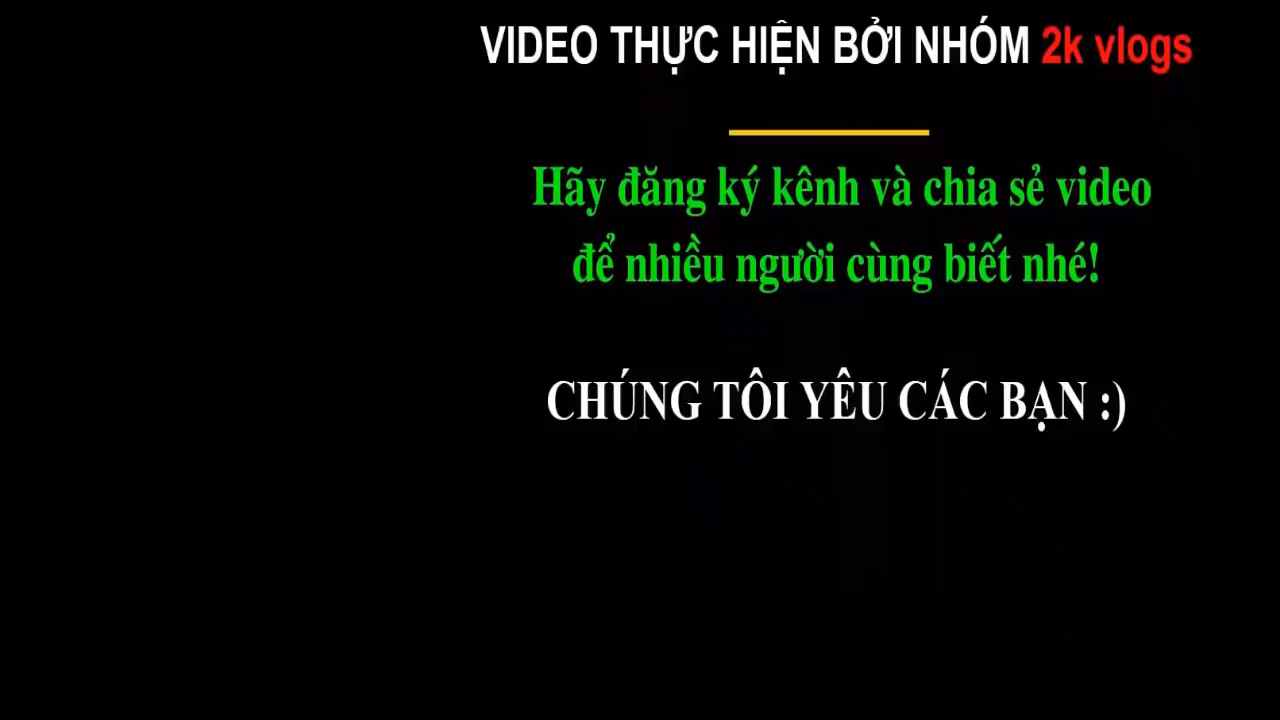 VIDEO THỰC HIỆN BỞI NHÓM 2k vlogs
Hãy đăng ký kênh và chia sẻ video
để nhiều người cùng biết nhé!
CHÚNG TÔI YÊU CÁC BẠN :)